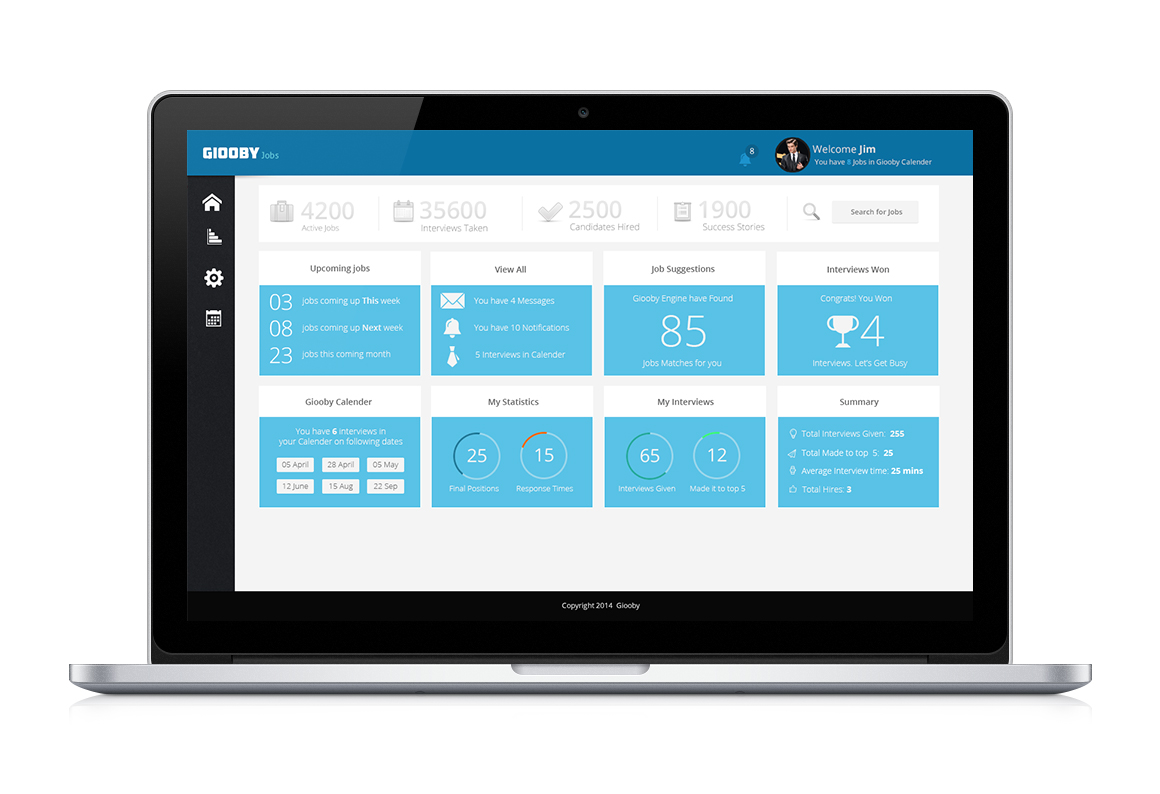 GIOOBY Jobs
8
Welcome Jim
You have 8 Jobs in Giooby Calender
4200
Active Jobs
35600
Interviews Taken
2500
Candidates Hired
1900
Success Stories
Search for Jobs
Upcoming jobs
03 jobs coming up This week
08 jobs coming up Next week
23 jobs this coming month
View All
You have 4 Messages
You have 10 Notifications
5 Interviews in Calender
Job Suggestions
Giooby Engine have Found
85
Jobs Matches for you
Interviews Won
Congrats! You Won
4
Interviews. Let's Get Busy
Giooby Calender
You have 6 interviews in
your Calender on following dates
05 April 28 April 05 May
12 June 15 Aug 22 Sep
My Statistics
25 15
Final Positions Response Times
My Interviews
65 12
Interviews Given Made it to top 5
Summary
Total Interviews Given: 255
Total Made to top 5: 25
Average Interview time: 25 mins
Total Hires: 3
Copyright 2014 Giooby